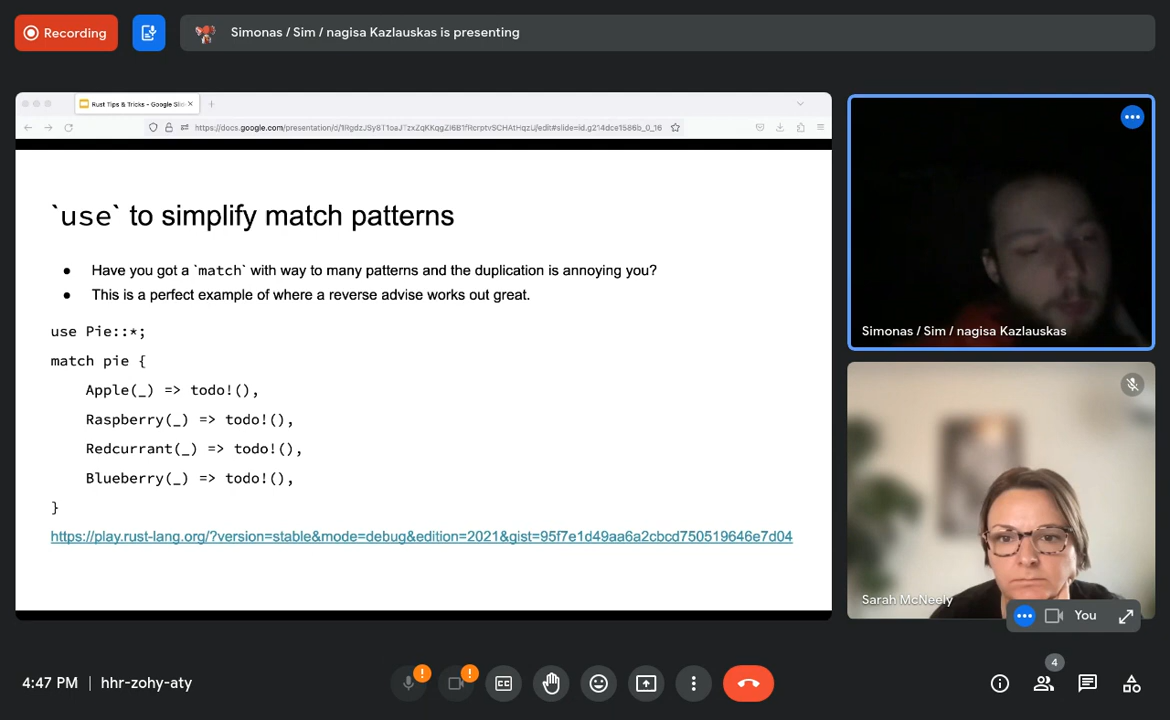 Recording
Simonas / Sim / nagisa Kazlauskas is presenting
Rust Tips & Tricks - Google Sli
`use` to simplify match patterns
● Have you got a `match` with way to many patterns and the duplication is annoying you?
● This is a perfect example of where a reverse advise works out great.
use Pie::*;
match pie {
    Apple(_) => todo!(),
    Raspberry(_) => todo!(),
    Redcurrant(_) => todo!(),
    Blueberry(_) => todo!(),
}
https://play.rust-lang.org/?version=stable&mode=debug&edition=2021&gist=95f7e1d49aa6a2cbcd750519646e7d04
Simonas / Sim / nagisa Kazlauskas
Sarah McNeely
You
4:47 PM | hhr-zohy-aty
4